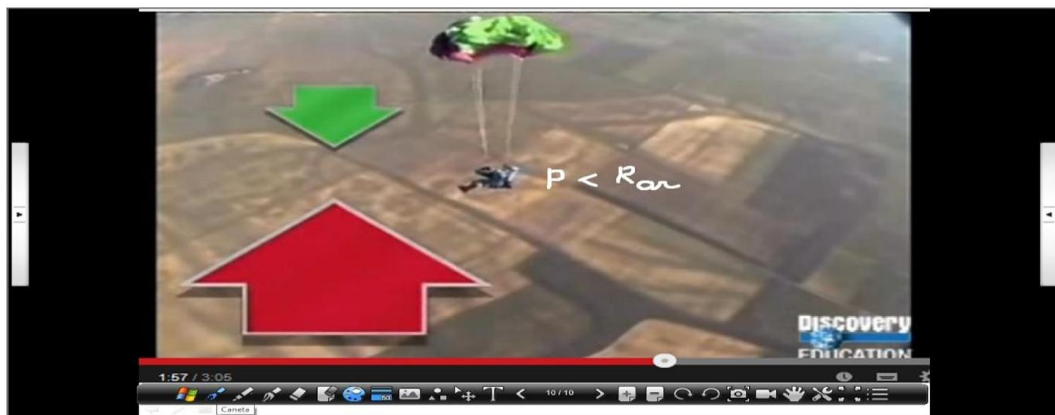 P < Rar
Discovery
EDUCATION
1:57 / 3:05
T < 10/10 >
Caneta